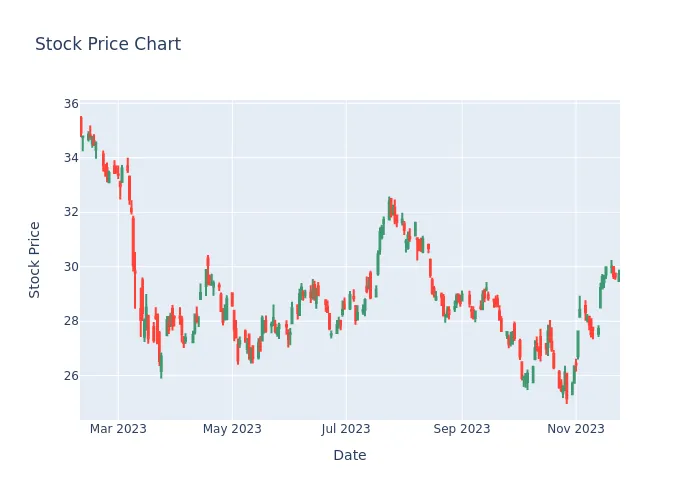 Stock Price Chart
36
34
32
30
28
26
Stock Price
Mar 2023
May 2023
Jul 2023
Sep 2023
Nov 2023
Date